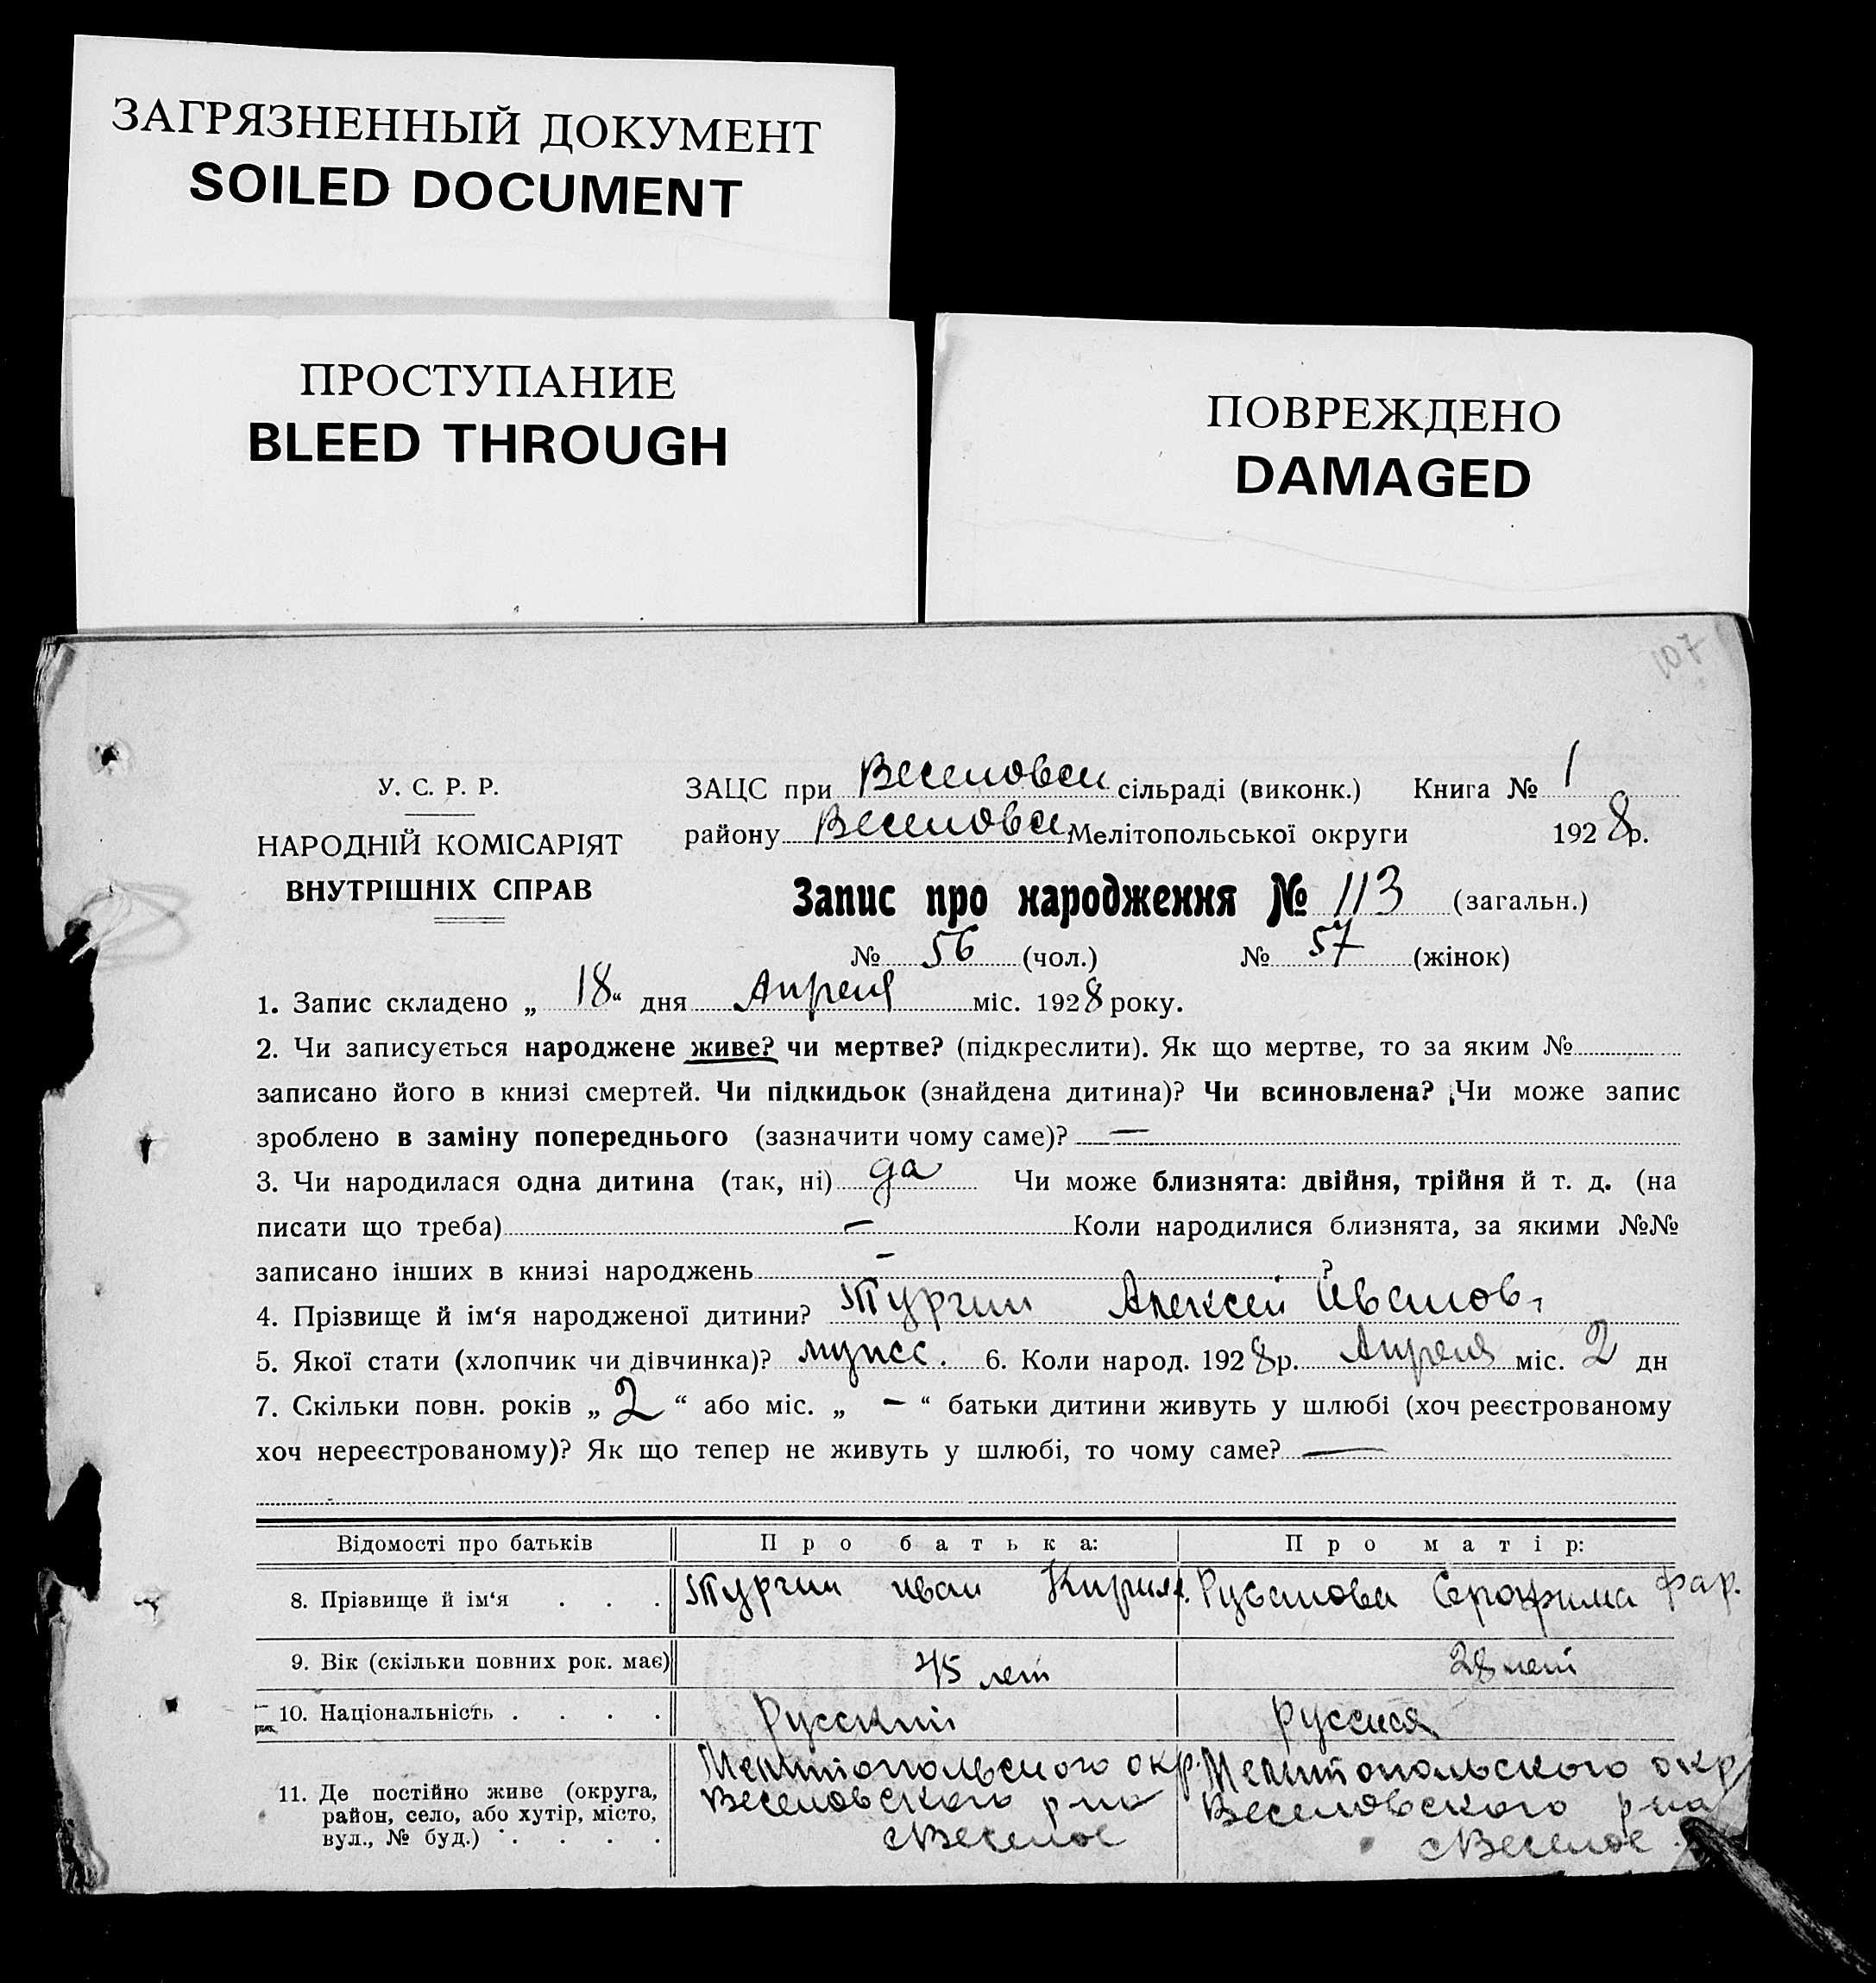 ЗАГРЯЗНЕННЫЙ ДОКУМЕНТ
SOILED DOCUMENT
ПРОСТУПАНИЕ
BLEED THROUGH
ПОВРЕЖДЕНО
DAMAGED
107
У. С. Р. Р.
НАРОДНІЙ КОМІСАРІЯТ
ВНУТРІШНІХ СПРАВ
ЗАЦС при Веселовск сільраді (виконк.) Книга № 1
району Веселовск Мелітопольської округи 1928р.
Запис про народження № 113 (загальн.)
№ 56 (чол.) № 57 (жінок)
1. Запис складено „ 18 “ дня Апреля міс. 1928 року.
2. Чи записується народжене живе? чи мертве? (підкреслити). Як що мертве, то за яким №
записано його в книзі смертей. Чи підкидьок (знайдена дитина)? Чи всиновлена? Чи може запис
зроблено в заміну попереднього (зазначити чому саме)? —
3. Чи народилася одна дитина (так, ні) да Чи може близнята: двійня, трійня й т. д. (на
писати що треба) — Коли народилися близнята, за якими №№
записано інших в книзі народжень — ?
4. Прізвище й ім‘я народженої дитини? Тургин Алексей Иванов.
5. Якої стати (хлопчик чи дівчинка)? мужск. 6. Коли народ. 1928р. Апреля міс. 2 дн
7. Скільки повн. років „ 2 “ або міс. „ — “ батьки дитини живуть у шлюбі (хоч реєстрованому
хоч нереєстрованому)? Як що тепер не живуть у шлюбі, то чому саме? —
Відомості про батьків Про батька: Про матір:
8. Прізвище й ім‘я . . . Тургин иван Кирил. Русанова Серафима фар.
9. Вік (скільки повних рок. має) 45 лет 28 лет
10. Національність . . . . Русский русская
11. Де постійно живе (округа,
район, село, або хутір, місто,
вул., № буд.) . . . .
Мелитопольского окр.
Веселовского р-на
с Веселое
Мелитопольского окр
Веселовского р-на
с Веселое